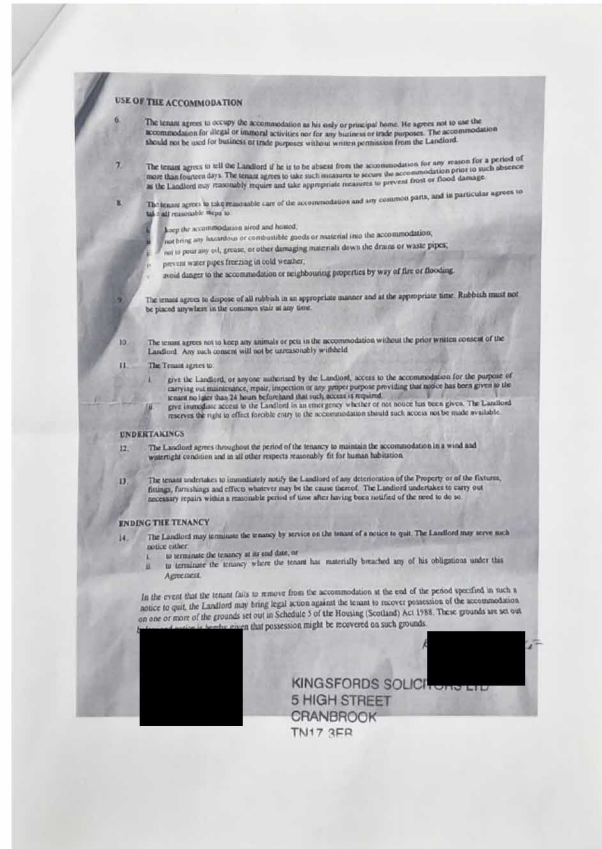 USE OF THE ACCOMMODATION
6. The tenant agrees to occupy the accommodation as his only or principal home. He agrees not to use the
accommodation for illegal or immoral activities nor for any business or trade purposes. The accommodation
should not be used for business or trade purposes without written permission from the Landlord.
7. The tenant agrees to tell the Landlord if he is to be absent from the accommodation for any reason for a period of
more than fourteen days. The tenant agrees to take such measures to secure the accommodation prior to such absence
as the Landlord may reasonably require and take appropriate measures to prevent frost or flood damage.
8. The tenant agrees to take reasonable care of the accommodation and any common parts, and in particular agrees to
take all reasonable steps to:
keep the accommodation aired and heated;
not bring any hazardous or combustible goods or material into the accommodation;
not to pour any oil, grease, or other damaging materials down the drains or waste pipes;
prevent water pipes freezing in cold weather;
avoid danger to the accommodation or neighbouring properties by way of fire or flooding.
9. The tenant agrees to dispose of all rubbish in an appropriate manner and at the appropriate time. Rubbish must not
be placed anywhere in the common stair at any time.
10. The tenant agrees not to keep any animals or pets in the accommodation without the prior written consent of the
Landlord. Any such consent will not be unreasonably withheld
11. The Tenant agrees to:
i. give the Landlord, or anyone authorised by the Landlord, access to the accommodation for the purpose of
carrying out maintenance, repair, inspection or any proper purpose providing that notice has been given to the
tenant no later than 24 hours beforehand that such access is required.
ii. give immediate access to the Landlord in an emergency whether or not notice has been given. The Landlord
reserves the right to effect forcible entry to the accommodation should such access not be made available.
UNDERTAKINGS
12. The Landlord agrees throughout the period of the tenancy to maintain the accommodation in a wind and
watertight condition and in all other respects reasonably fit for human habitation.
13. The tenant undertakes to immediately notify the Landlord of any deterioration of the Property or of the fixtures,
fittings, furnishings and effects whatever may be the cause thereof. The Landlord undertakes to carry out
necessary repairs within a reasonable period of time after having been notified of the need to do so.
ENDING THE TENANCY
14. The Landlord may terminate the tenancy by service on the tenant of a notice to quit. The Landlord may serve such
notice either:
i. to terminate the tenancy at its end date, or
ii. to terminate the tenancy where the tenant has materially breached any of his obligations under this
Agreement.
In the event that the tenant fails to remove from the accommodation at the end of the period specified in such a
notice to quit, the Landlord may bring legal action against the tenant to recover possession of the accommodation
on one or more of the grounds set out in Schedule 5 of the Housing (Scotland) Act 1988. These grounds are set out
given that possession might be recovered on such grounds.
KINGSFORDS SOLICITORS LTD
5 HIGH STREET
CRANBROOK
TN17 3ER